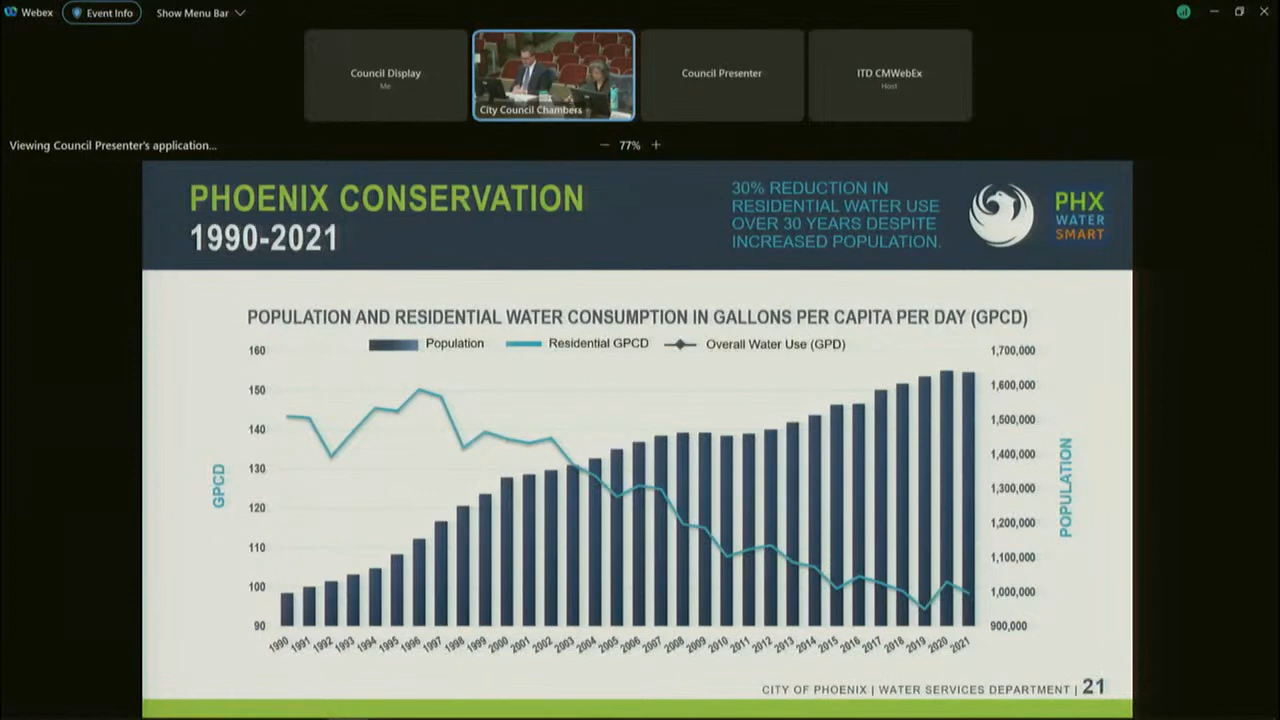 Webex
Event Info
Show Menu Bar
Council Display
Me
City Council Chambers
Council Presenter
ITD CMWebEx
Host
Viewing Council Presenter's application...
77%
PHOENIX CONSERVATION
1990-2021
30% REDUCTION IN
RESIDENTIAL WATER USE
OVER 30 YEARS DESPITE
INCREASED POPULATION.
PHX
WATER
SMART
POPULATION AND RESIDENTIAL WATER CONSUMPTION IN GALLONS PER CAPITA PER DAY (GPCD)
Population
Residential GPCD
Overall Water Use (GPD)
160
150
140
130
120
110
100
90
GPCD
1,700,000
1,600,000
1,500,000
1,400,000
1,300,000
1,200,000
1,100,000
1,000,000
900,000
POPULATION
1990 1991 1992 1993 1994 1995 1996 1997 1998 1999 2000 2001 2002 2003 2004 2005 2006 2007 2008 2009 2010 2011 2012 2013 2014 2015 2016 2017 2018 2019 2020 2021
CITY OF PHOENIX | WATER SERVICES DEPARTMENT | 21